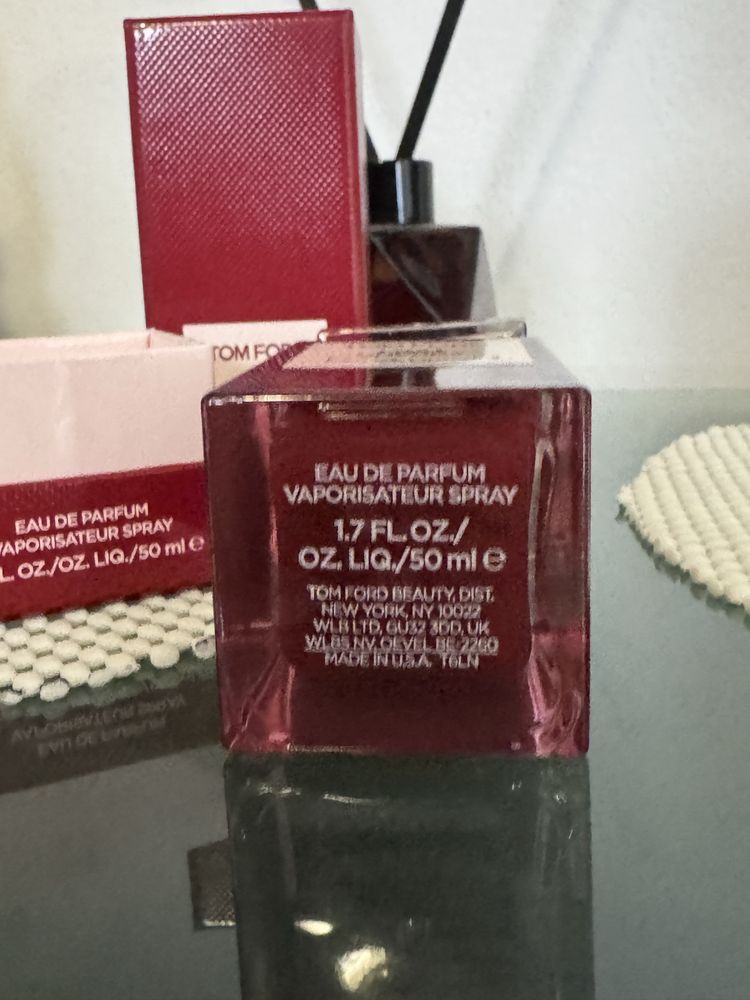 TOM FORD
EAU DE PARFUM
VAPORISATEUR SPRAY
L. OZ./OZ. LIQ./50 ml ℮
EAU DE PARFUM
VAPORISATEUR SPRAY
1.7 FL. OZ./
OZ. LIQ./50 ml ℮
TOM FORD BEAUTY, DIST.
NEW YORK, NY 10022
WLB LTD, GU32 3DD, UK
WLBS NV, OEVEL BE 2260
MADE IN U.S.A. T6LN